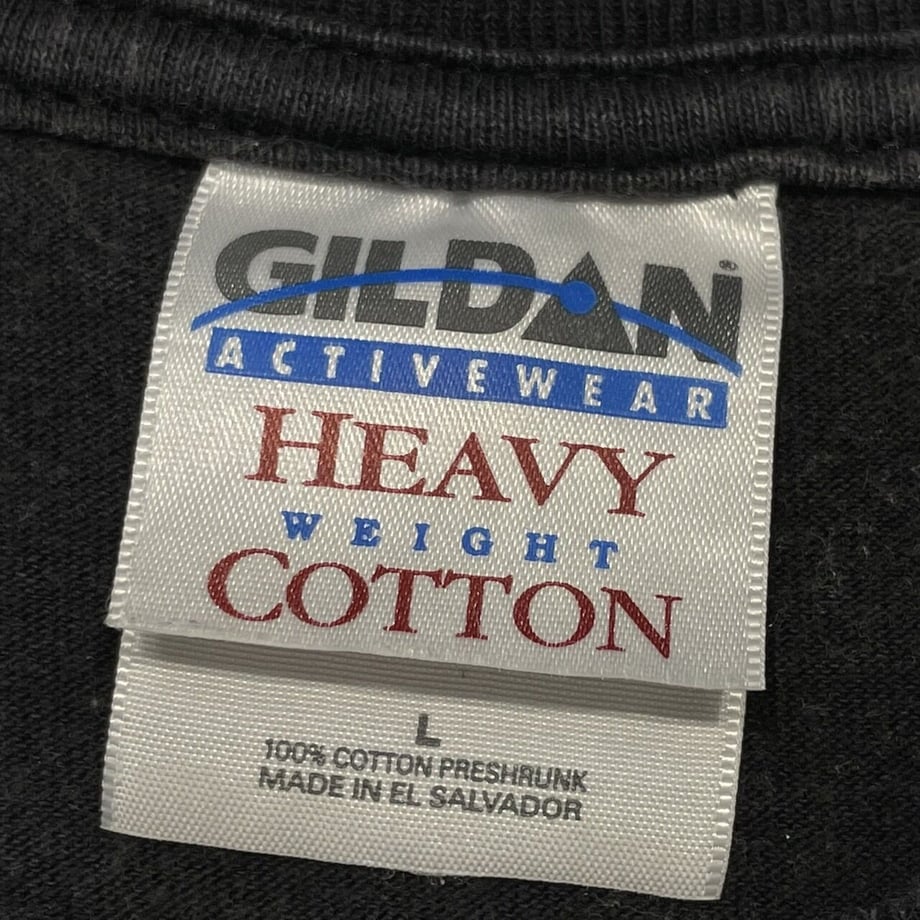 GILDAN®
ACTIVEWEAR
HEAVY
WEIGHT
COTTON
L
100% COTTON PRESHRUNK
MADE IN EL SALVADOR